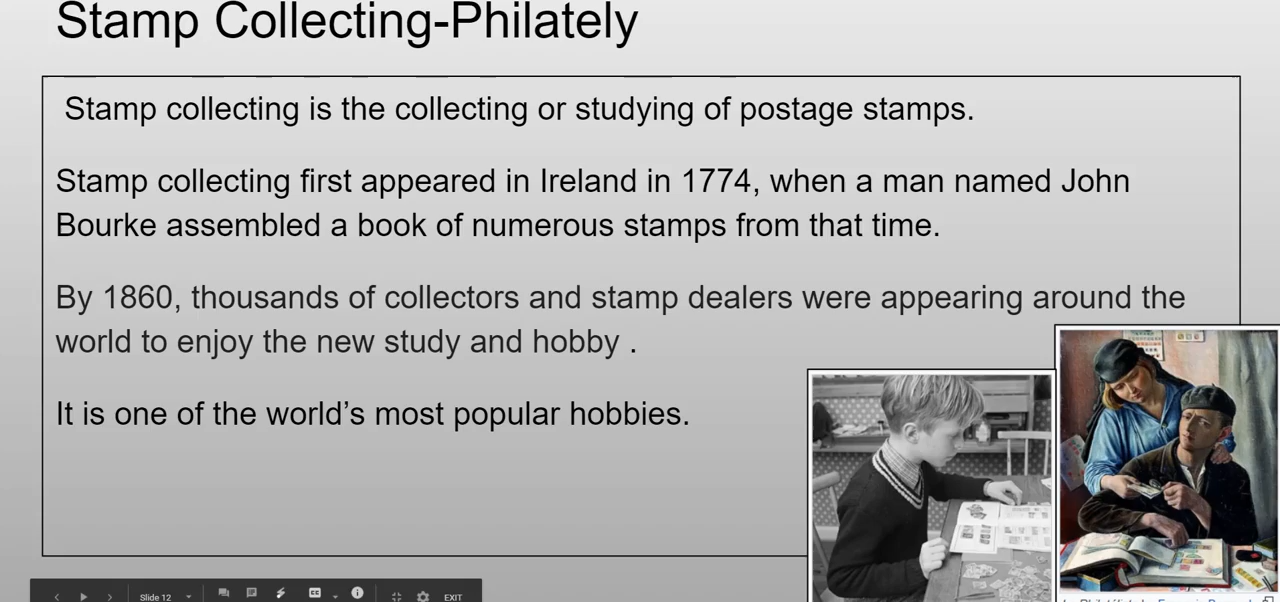 Stamp Collecting-Philately
Stamp collecting is the collecting or studying of postage stamps.
Stamp collecting first appeared in Ireland in 1774, when a man named John
Bourke assembled a book of numerous stamps from that time.
By 1860, thousands of collectors and stamp dealers were appearing around the
world to enjoy the new study and hobby .
It is one of the world’s most popular hobbies.
Slide 12
CC
EXIT